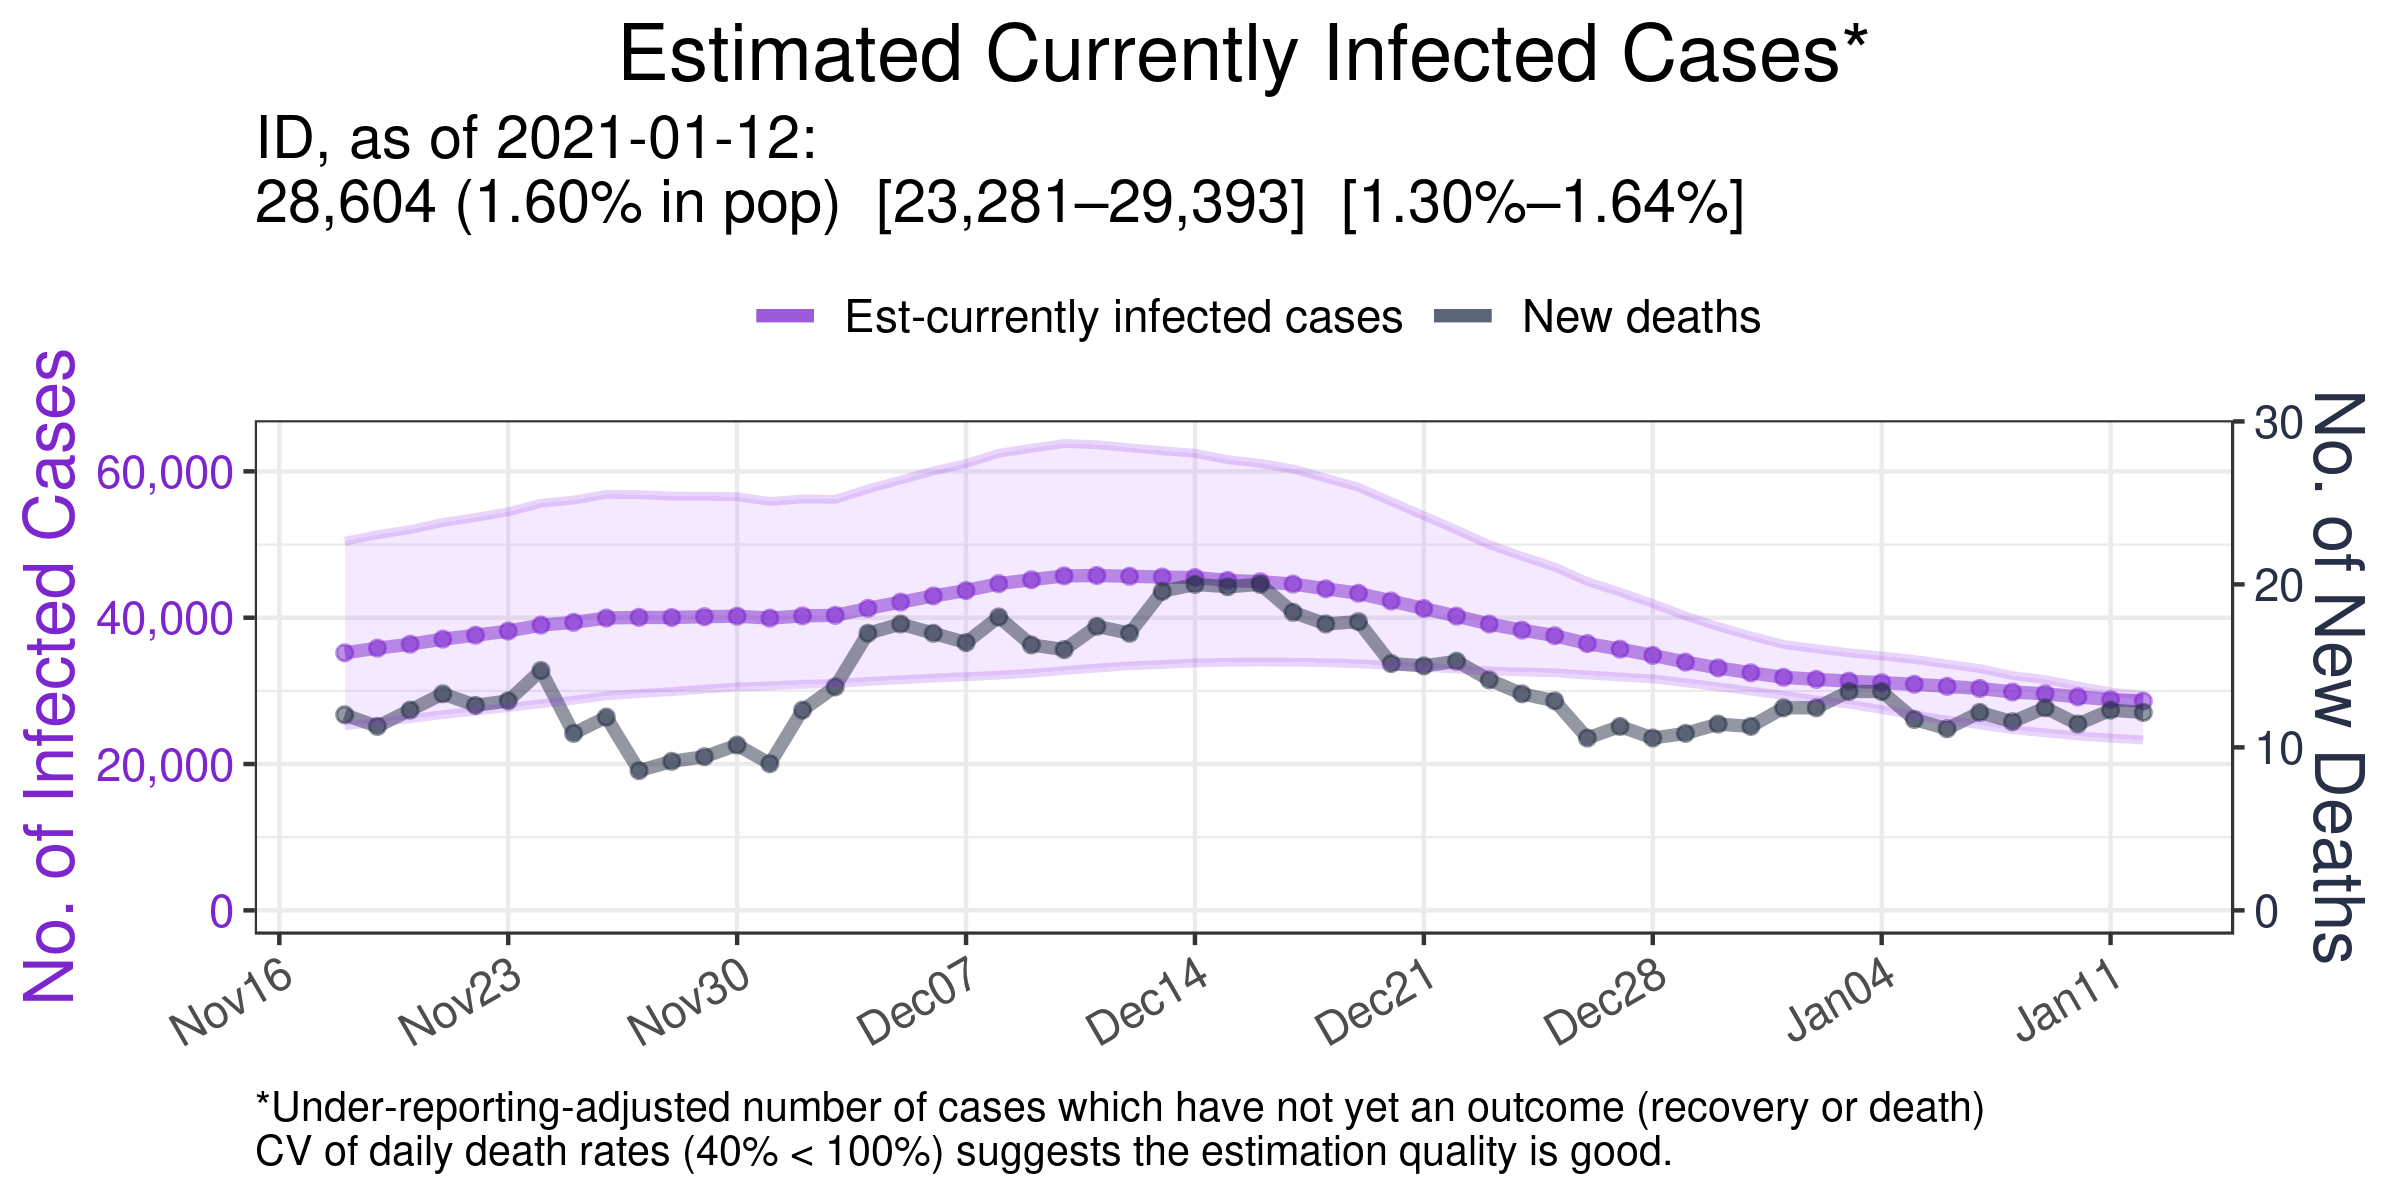 Estimated Currently Infected Cases*
ID, as of 2021-01-12:
28,604 (1.60% in pop)  [23,281–29,393]  [1.30%–1.64%]
Est-currently infected cases
New deaths
No. of Infected Cases
60,000
40,000
20,000
0
30
20
10
0
No. of New Deaths
Nov16
Nov23
Nov30
Dec07
Dec14
Dec21
Dec28
Jan04
Jan11
*Under-reporting-adjusted number of cases which have not yet an outcome (recovery or death)
CV of daily death rates (40% < 100%) suggests the estimation quality is good.